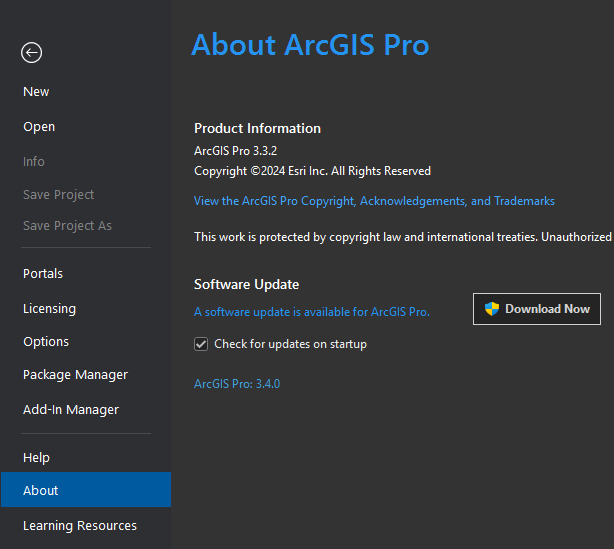 About ArcGIS Pro
New
Open
Info
Save Project
Save Project As
Portals
Licensing
Options
Package Manager
Add-In Manager
Help
About
Learning Resources
Product Information
ArcGIS Pro 3.3.2
Copyright ©2024 Esri Inc. All Rights Reserved
View the ArcGIS Pro Copyright, Acknowledgements, and Trademarks
This work is protected by copyright law and international treaties. Unauthorized
Software Update
A software update is available for ArcGIS Pro.
Download Now
Check for updates on startup
ArcGIS Pro: 3.4.0